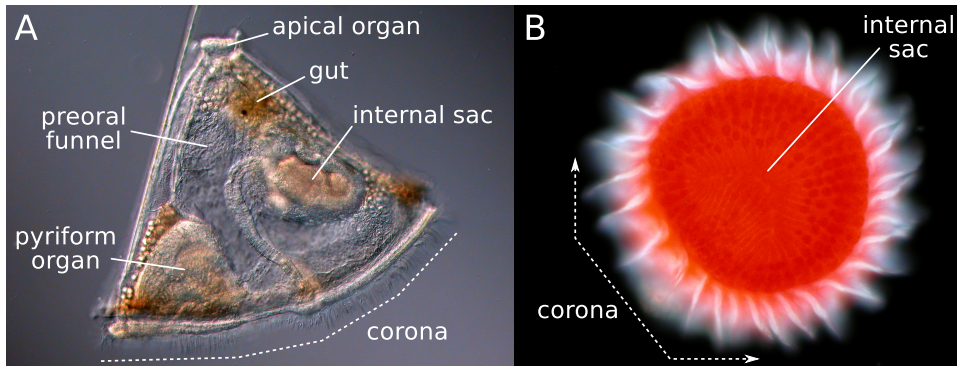 A
apical organ
gut
internal sac
preoral
funnel
pyriform
organ
corona
B
internal
sac
corona